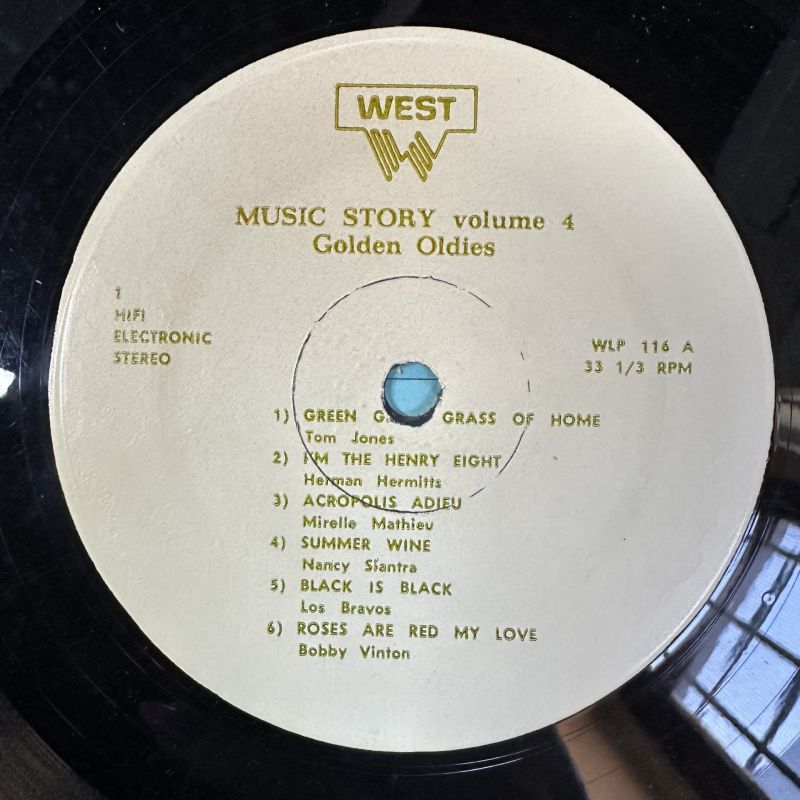 WEST
MUSIC STORY volume 4
Golden Oldies
1
HIFI
ELECTRONIC
STEREO
WLP 116 A
33 1/3 RPM
1) GREEN GRASS OF HOME
Tom Jones
2) I'M THE HENRY EIGHT
Herman Hermitts
3) ACROPOLIS ADIEU
Mirelle Mathieu
4) SUMMER WINE
Nancy Siantra
5) BLACK IS BLACK
Los Bravos
6) ROSES ARE RED MY LOVE
Bobby Vinton